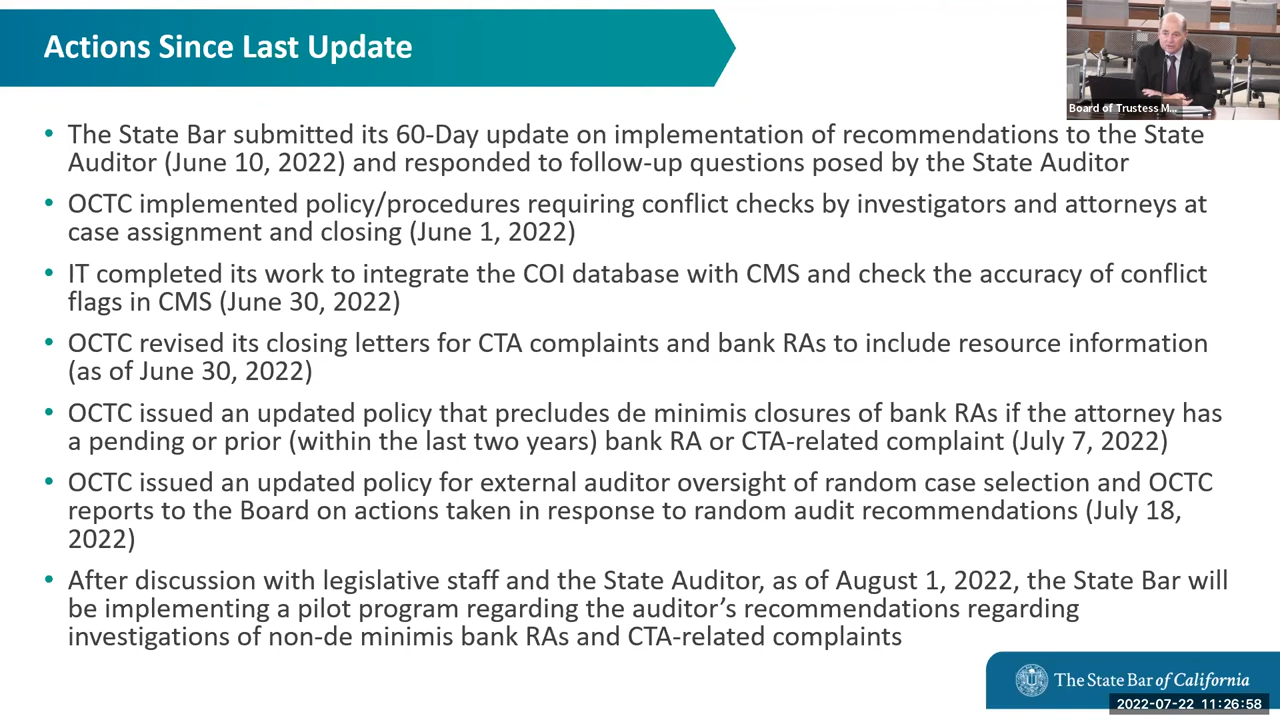 Actions Since Last Update
Board of Trustess M...
• The State Bar submitted its 60-Day update on implementation of recommendations to the State
Auditor (June 10, 2022) and responded to follow-up questions posed by the State Auditor
• OCTC implemented policy/procedures requiring conflict checks by investigators and attorneys at
case assignment and closing (June 1, 2022)
• IT completed its work to integrate the COI database with CMS and check the accuracy of conflict
flags in CMS (June 30, 2022)
• OCTC revised its closing letters for CTA complaints and bank RAs to include resource information
(as of June 30, 2022)
• OCTC issued an updated policy that precludes de minimis closures of bank RAs if the attorney has
a pending or prior (within the last two years) bank RA or CTA-related complaint (July 7, 2022)
• OCTC issued an updated policy for external auditor oversight of random case selection and OCTC
reports to the Board on actions taken in response to random audit recommendations (July 18,
2022)
• After discussion with legislative staff and the State Auditor, as of August 1, 2022, the State Bar will
be implementing a pilot program regarding the auditor’s recommendations regarding
investigations of non-de minimis bank RAs and CTA-related complaints
The State Bar of California
2022-07-22 11:26:58